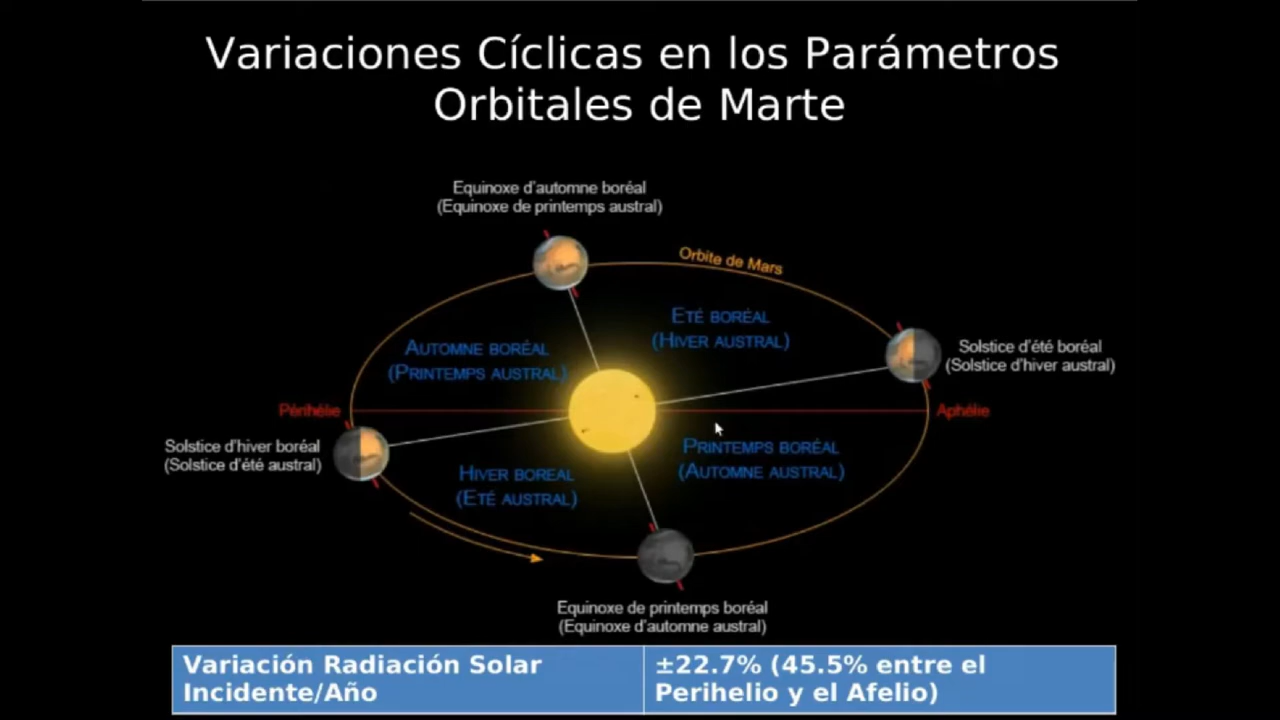 Variaciones Cíclicas en los Parámetros
Orbitales de Marte
Equinoxe d'automne boréal
(Equinoxe de printemps austral)
Orbite de Mars
Eté boréal
(Hiver austral)
Automne boréal
(Printemps austral)
Solstice d'été boréal
(Solstice d'hiver austral)
Périhélie
Aphélie
Solstice d'hiver boréal
(Solstice d'été austral)
Printemps boréal
(Automne austral)
Hiver boreal
(Eté austral)
Equinoxe de printemps boréal
(Equinoxe d'automne austral)
Variación Radiación Solar
Incidente/Año
±22.7% (45.5% entre el
Perihelio y el Afelio)